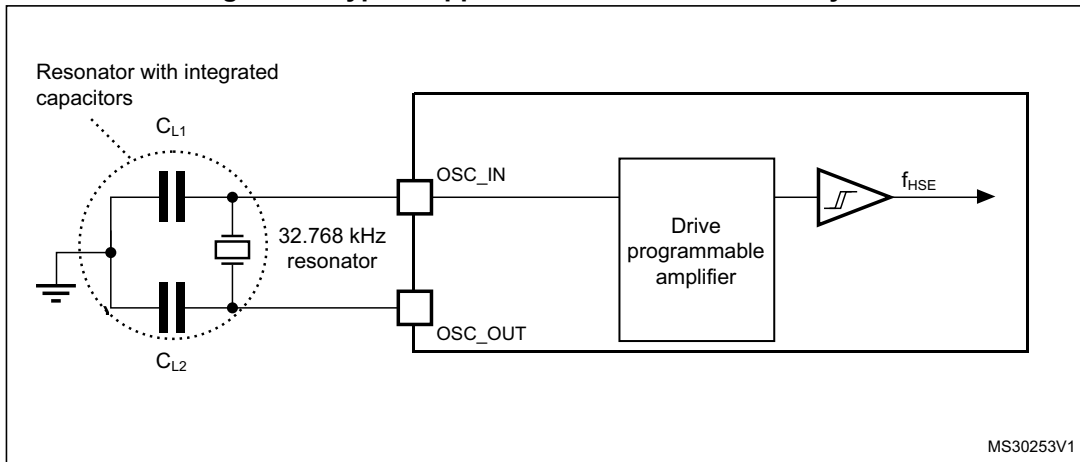 Resonator with integrated
capacitors
CL1
OSC_IN
fHSE
32.768 kHz
resonator
Drive
programmable
amplifier
OSC_OUT
CL2
MS30253V1